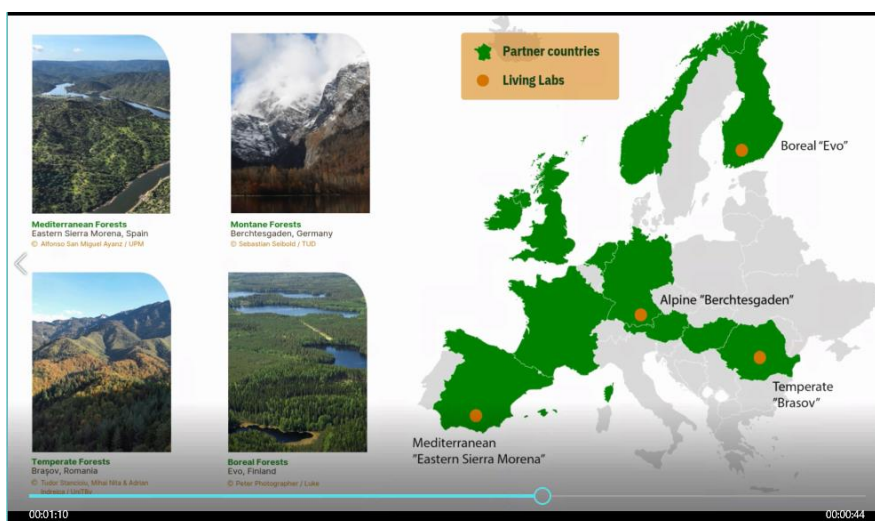 Mediterranean Forests
Eastern Sierra Morena, Spain
© Alfonso San Miguel Ayanz / UPM
Montane Forests
Berchtesgaden, Germany
© Sebastian Seibold / TUD
Temperate Forests
Brașov, Romania
© Tudor Stancioiu, Mihai Nita & Adrian
Indreica / UniTBv
Boreal Forests
Evo, Finland
© Peter Photographer / Luke
Partner countries
Living Labs
Boreal "Evo"
Alpine "Berchtesgaden"
Temperate
"Brasov"
Mediterranean
"Eastern Sierra Morena"
00:01:10
00:00:44